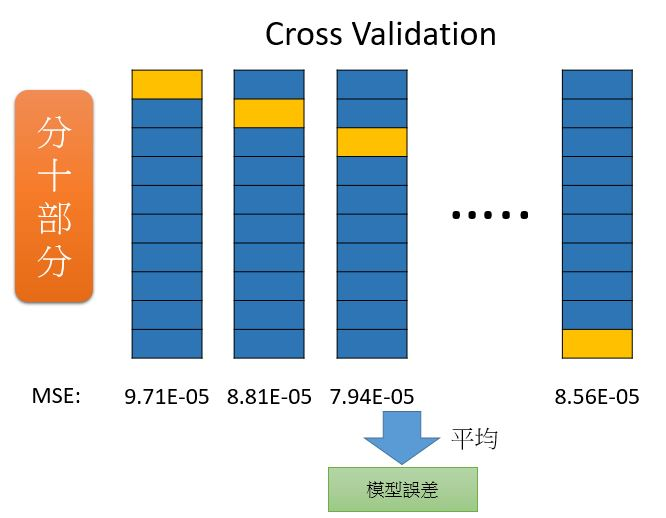 Cross Validation
分十部分
.....
MSE: 9.71E-05 8.81E-05 7.94E-05 8.56E-05
平均
模型誤差